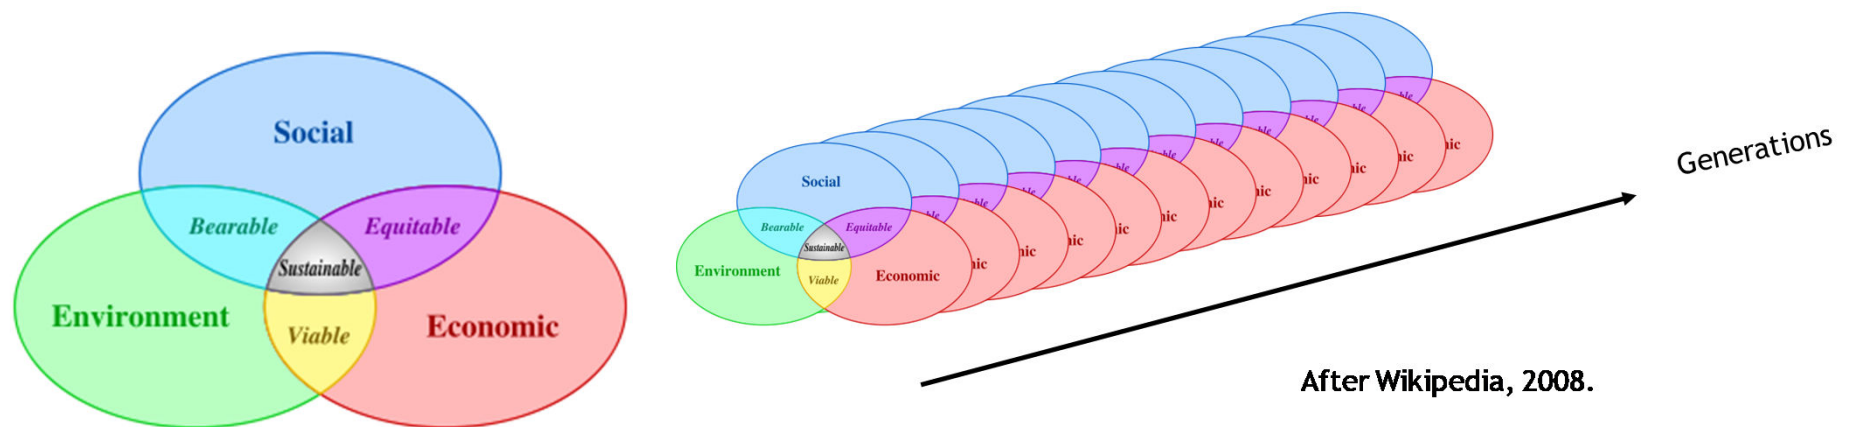 Social
Bearable
Equitable
Sustainable
Environment
Viable
Economic
Social
Bearable
Equitable
Sustainable
Environment
Viable
Economic
Generations
After Wikipedia, 2008.